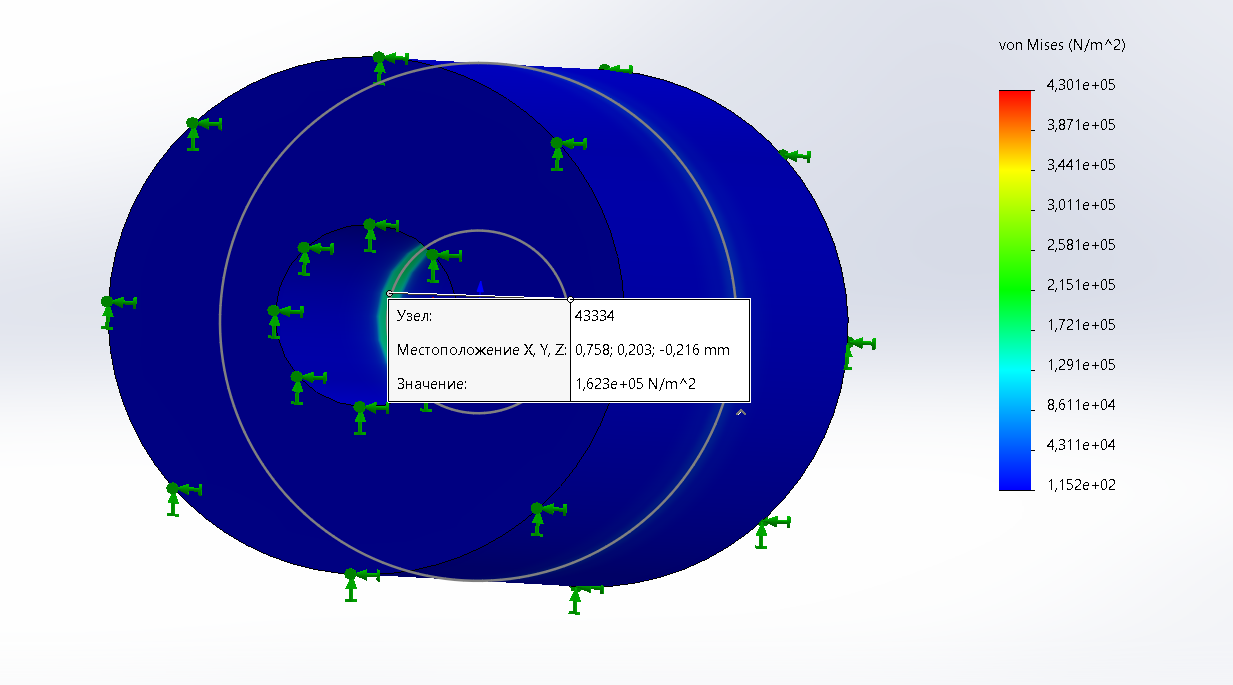 von Mises (N/m^2)
4,301e+05
3,871e+05
3,441e+05
3,011e+05
2,581e+05
2,151e+05
1,721e+05
1,291e+05
8,611e+04
4,311e+04
1,152e+02
Узел: 43334
Местоположение X, Y, Z: 0,758; 0,203; -0,216 mm
Значение: 1,623e+05 N/m^2